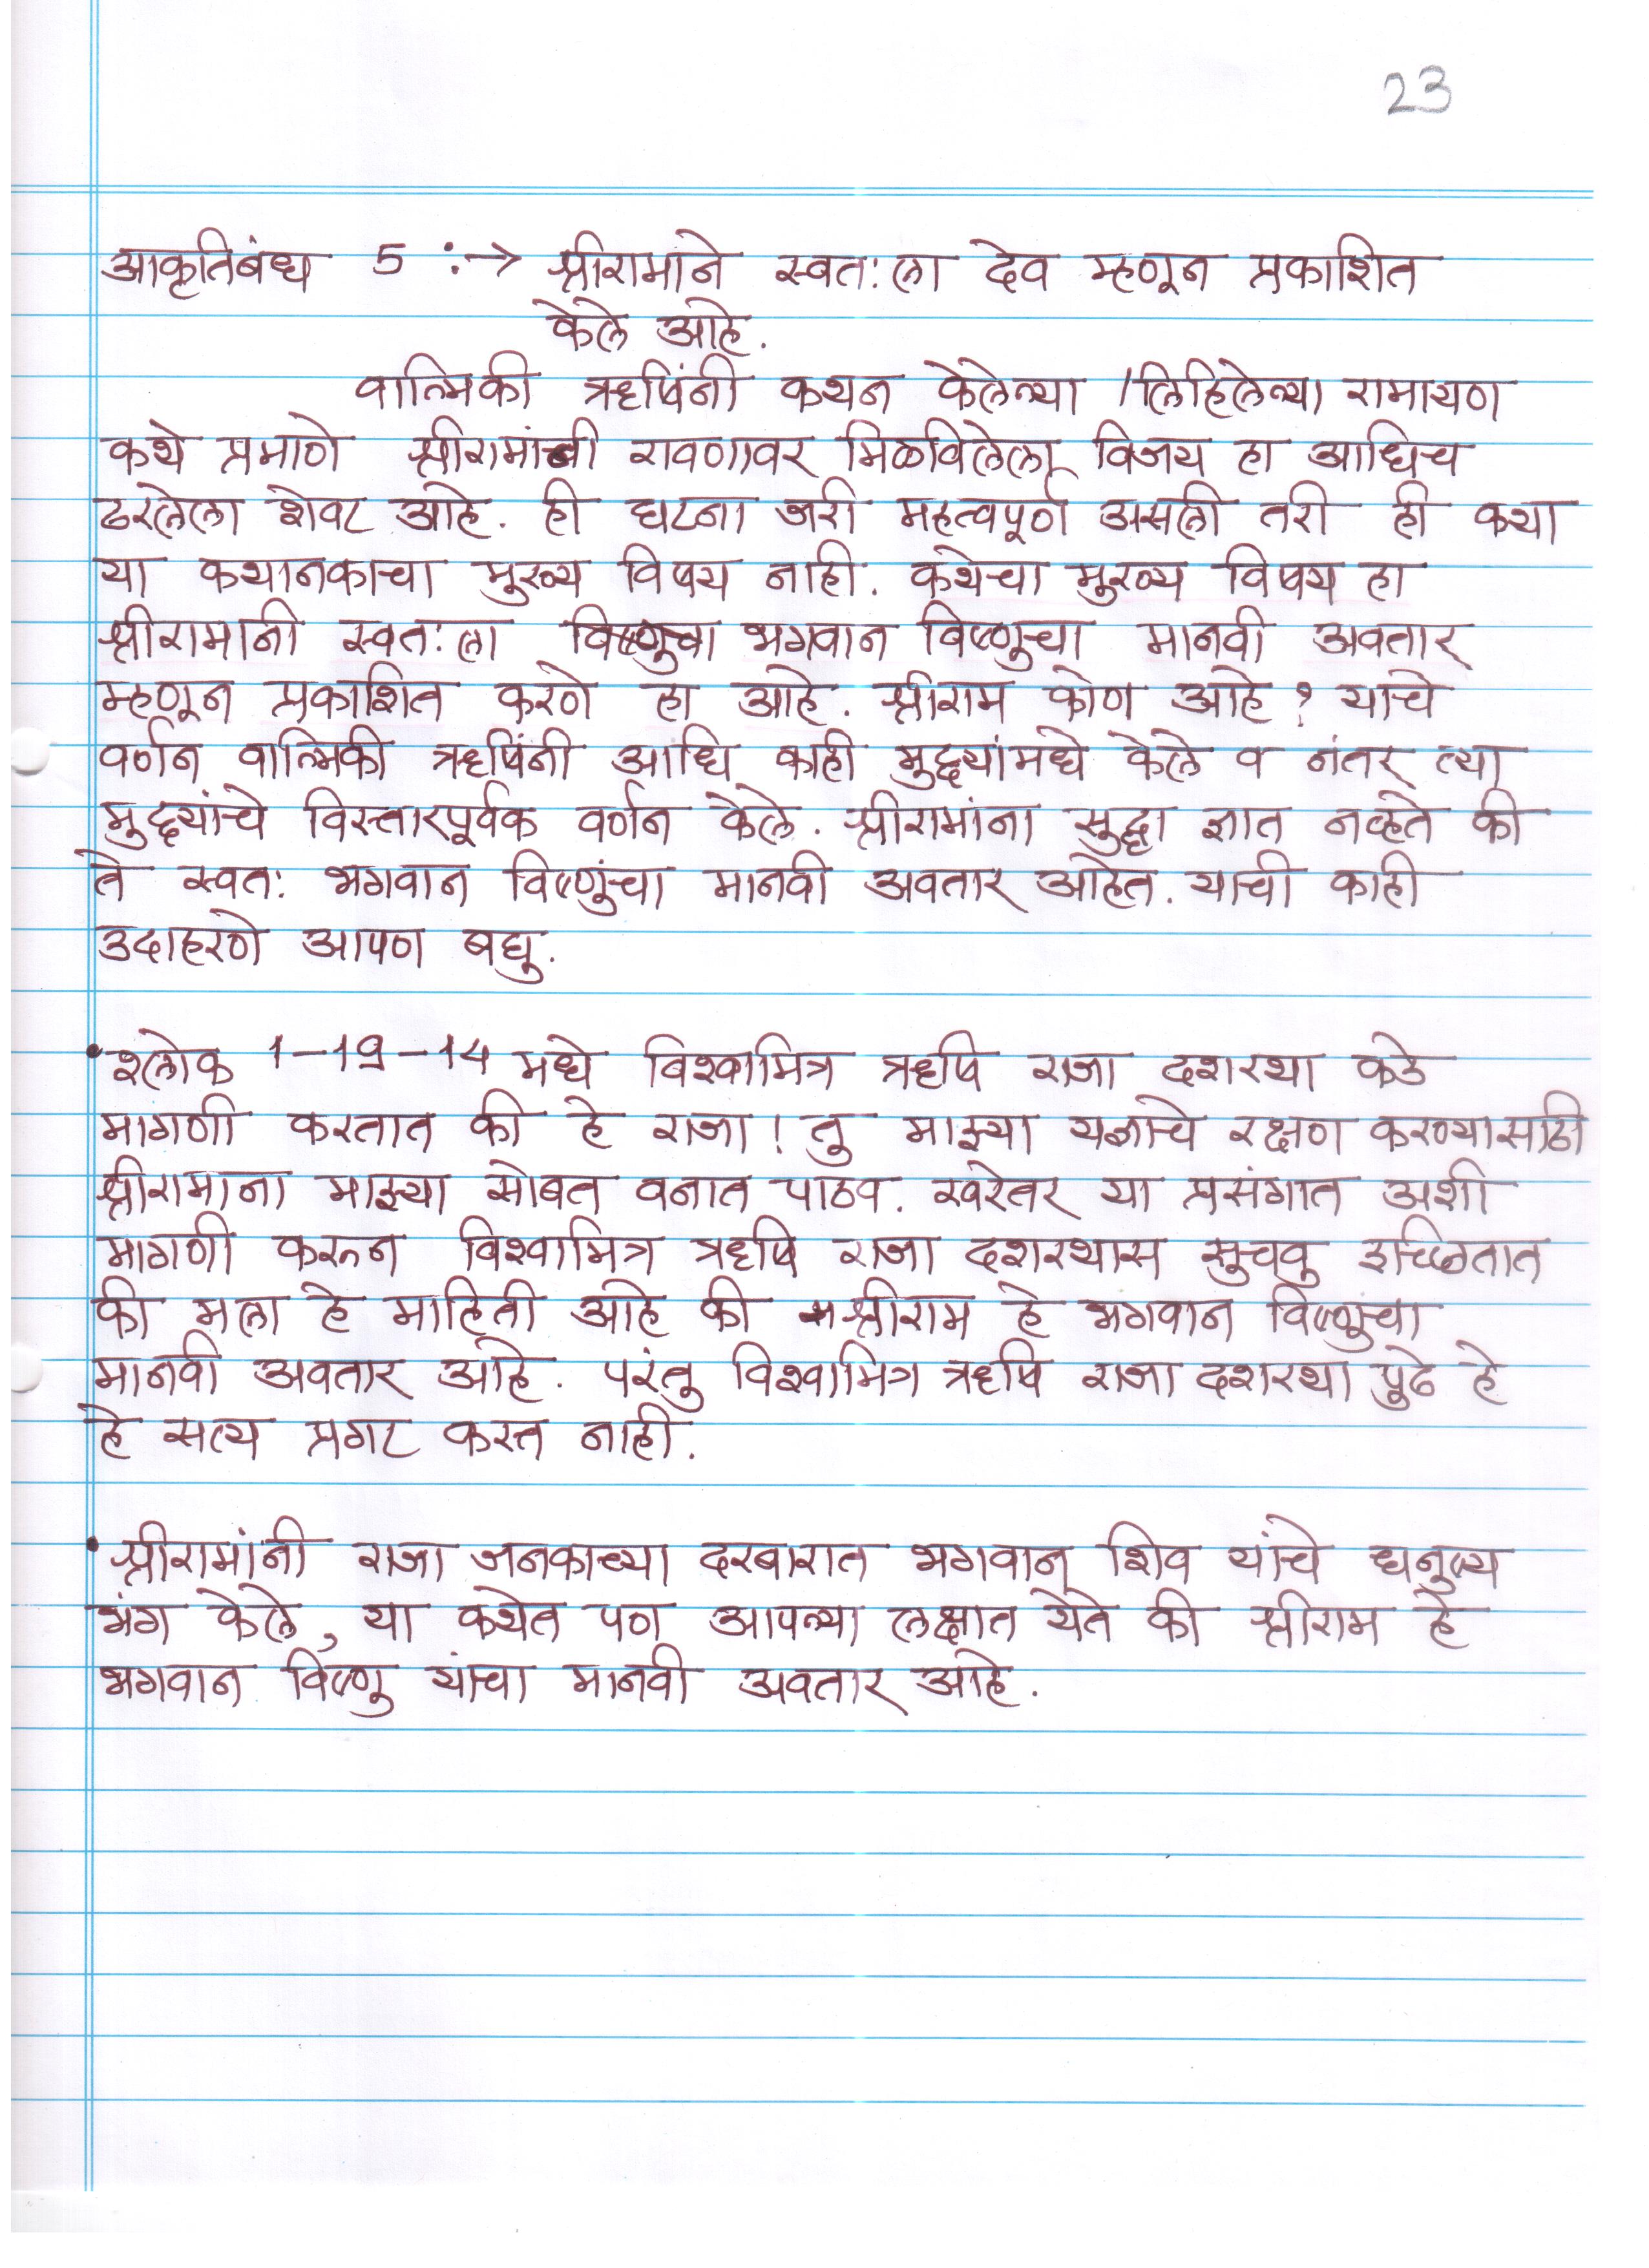 23
आकृतिबंध 5 :→ श्रीरामाने स्वत:ला देव म्हणून प्रकाशित
केले आहे.
वाल्मिकी ऋषिंनी कथन केलेल्या /लिहिलेल्या रामायण
कथे प्रमाणे श्रीरामांनी रावणावर मिळविलेला विजय हा आधिच
ठरलेला शेवट आहे. ही घटना जरी महत्वपूर्ण असली तरी ही कथा
या कथानकाचा मुख्य विषय नाही. कथेचा मुख्य विषय हा
श्रीरामानी स्वत:ला भगवान विष्णुचा मानवी अवतार
म्हणून प्रकाशित करणे हा आहे. श्रीराम कोण आहे? याचे
वर्णन वाल्मिकी ऋषिंनी आधि काही मुद्द्यांमधे केले व नंतर त्या
मुद्द्यांचे विस्तारपूर्वक वर्णन केले. श्रीरामांना सुद्धा ज्ञात नव्हते की
ते स्वत: भगवान विष्णुंचा मानवी अवतार आहेत. याची काही
उदाहरणे आपण बघु.
• श्लोक 1-19-14 मधे विश्वामित्र ऋषि राजा दशरथा कडे
मागणी करतात की हे राजा! तु माझ्या यज्ञाचे रक्षण करण्यासाठी
श्रीरामाना माझ्या सोबत वनात पाठव. खरेतर या प्रसंगात अशी
मागणी करुन विश्वामित्र ऋषि राजा दशरथास सुचवु इच्छितात
की मला हे माहिती आहे की श्रीराम हे भगवान विष्णुचा
मानवी अवतार आहे. परंतु विश्वामित्र ऋषि राजा दशरथा पुढे हे
हे सत्य प्रगट करत नाही.
• श्रीरामांनी राजा जनकाच्या दरबारात भगवान शिव यांचे धनुष्य
भंग केले, या कथेत पण आपल्या लक्षात येते की श्रीराम हे
भगवान विष्णु यांचा मानवी अवतार आहे.